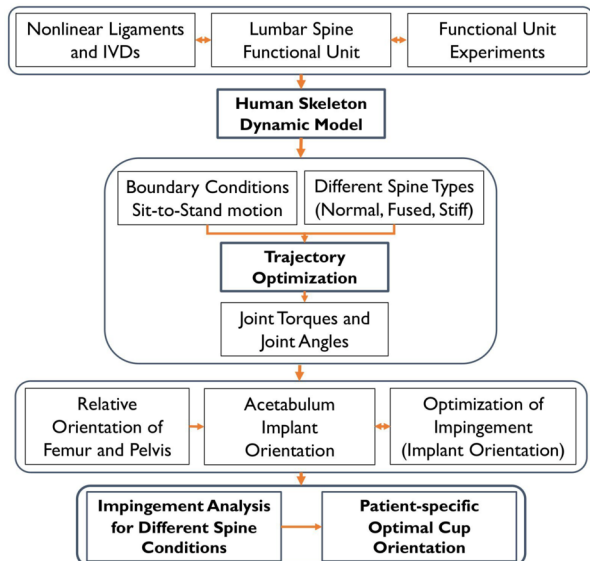 Nonlinear Ligaments
and IVDs
Lumbar Spine
Functional Unit
Functional Unit
Experiments
Human Skeleton
Dynamic Model
Boundary Conditions
Sit-to-Stand motion
Different Spine Types
(Normal, Fused, Stiff)
Trajectory
Optimization
Joint Torques and
Joint Angles
Relative
Orientation of
Femur and Pelvis
Acetabulum
Implant
Orientation
Optimization of
Impingement
(Implant Orientation)
Impingement Analysis
for Different Spine
Conditions
Patient-specific
Optimal Cup
Orientation